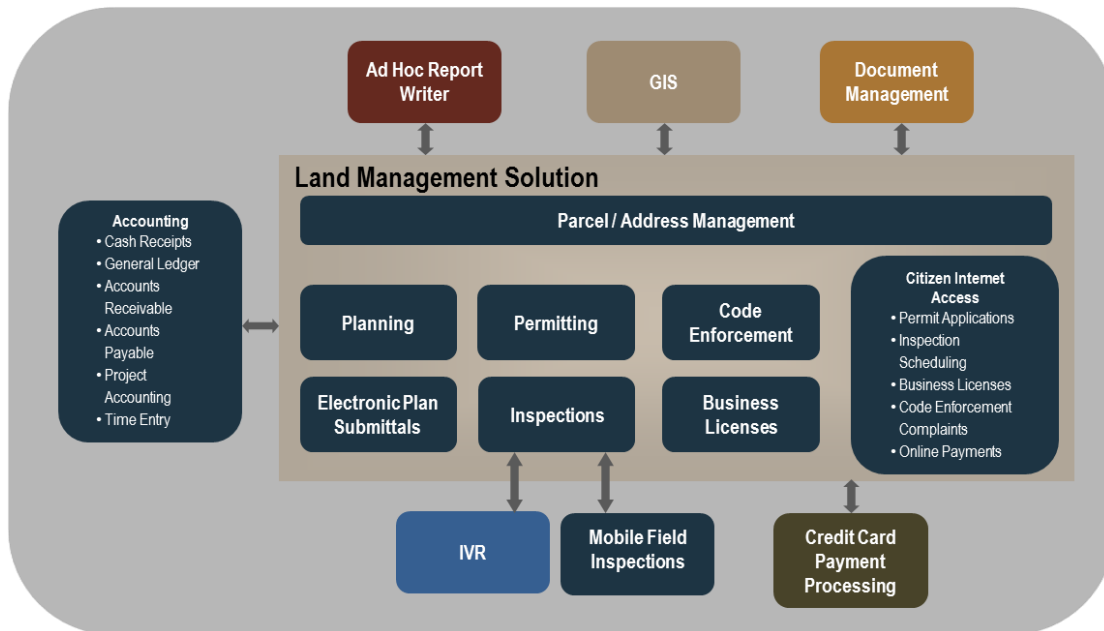 Ad Hoc Report
Writer
GIS
Document
Management
Land Management Solution
Parcel / Address Management
Accounting
• Cash Receipts
• General Ledger
• Accounts
Receivable
• Accounts
Payable
• Project
Accounting
• Time Entry
Planning
Permitting
Code
Enforcement
Electronic Plan
Submittals
Inspections
Business
Licenses
Citizen Internet
Access
• Permit Applications
• Inspection
Scheduling
• Business Licenses
• Code Enforcement
Complaints
• Online Payments
IVR
Mobile Field
Inspections
Credit Card
Payment
Processing